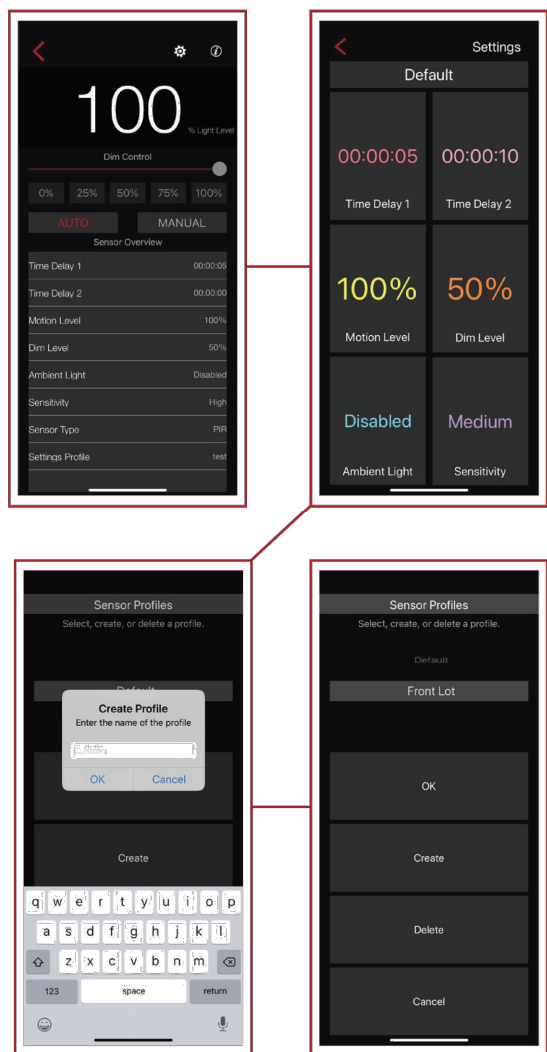 100
% Light Level
Dim Control
0% 25% 50% 75% 100%
AUTO MANUAL
Sensor Overview
Time Delay 1 00:00:05
Time Delay 2 00:00:00
Motion Level 100%
Dim Level 50%
Ambient Light Disabled
Sensitivity High
Sensor Type PIR
Settings Profile test
Settings
Default
00:00:05 00:00:10
Time Delay 1 Time Delay 2
100% 50%
Motion Level Dim Level
Disabled Medium
Ambient Light Sensitivity
Sensor Profiles
Select, create, or delete a profile.
Default
Create Profile
Enter the name of the profile
Custom
OK Cancel
Create
q w e r t y u i o p
a s d f g h j k l
z x c v b n m
123 space return
Sensor Profiles
Select, create, or delete a profile.
Default
Front Lot
OK
Create
Delete
Cancel